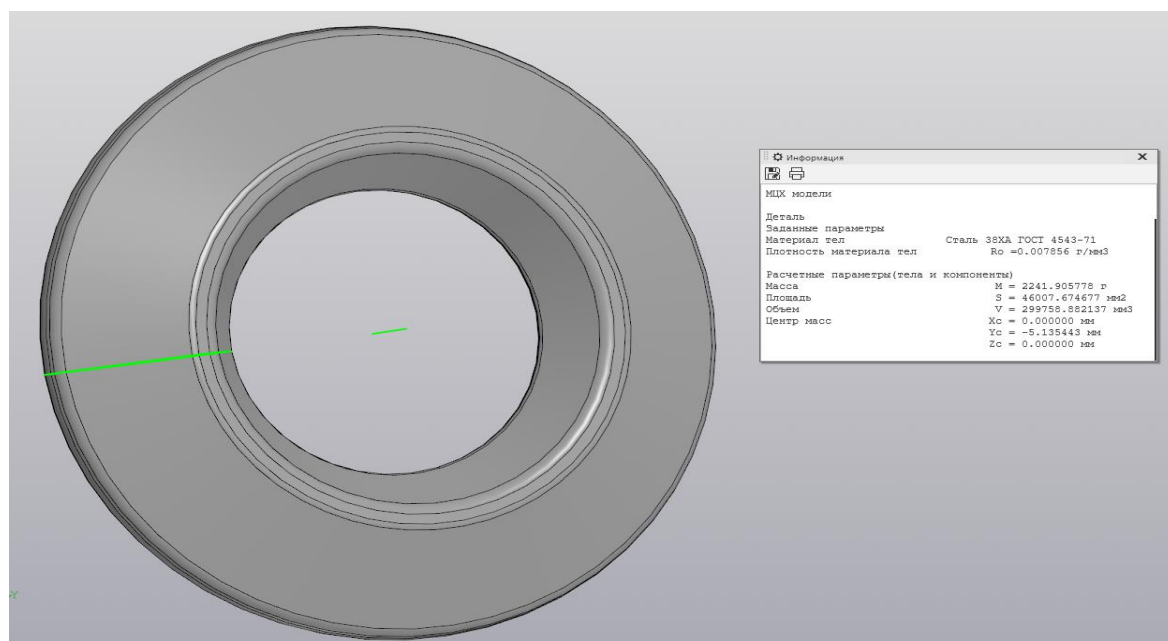 Информация
МЦХ модели
Деталь
Заданные параметры
Материал тел Сталь 38ХА ГОСТ 4543-71
Плотность материала тел Ro =0.007856 г/мм3
Расчетные параметры(тела и компоненты)
Масса M = 2241.905778 г
Площадь S = 46007.674677 мм2
Объем V = 299758.882137 мм3
Центр масс Xc = 0.000000 мм
Yc = -5.135443 мм
Zc = 0.000000 мм
Y